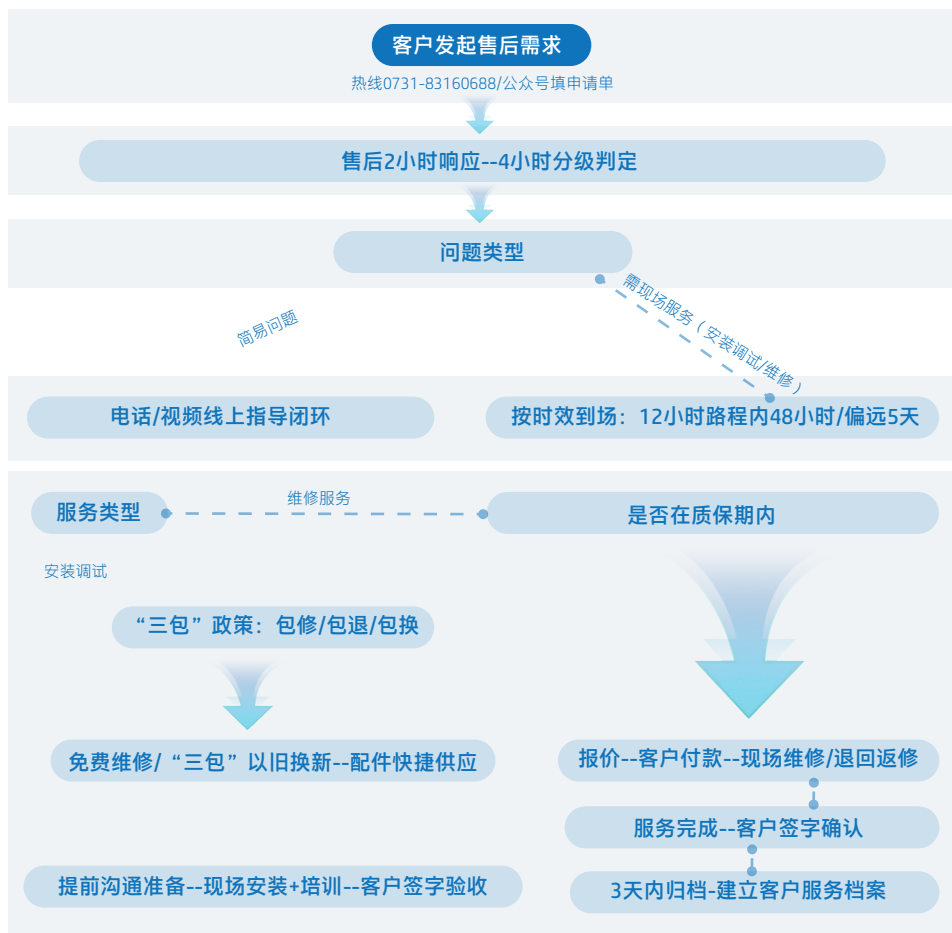 客户发起售后需求
热线0731-83160688/公众号填申请单
售后2小时响应--4小时分级判定
问题类型
简易问题
需现场服务（安装调试/维修）
电话/视频线上指导闭环
按时效到场：12小时路程内48小时/偏远5天
服务类型
维修服务
是否在质保期内
安装调试
“三包”政策：包修/包退/包换
免费维修/“三包”以旧换新--配件快捷供应
报价--客户付款--现场维修/退回返修
服务完成--客户签字确认
提前沟通准备--现场安装+培训--客户签字验收
3天内归档-建立客户服务档案